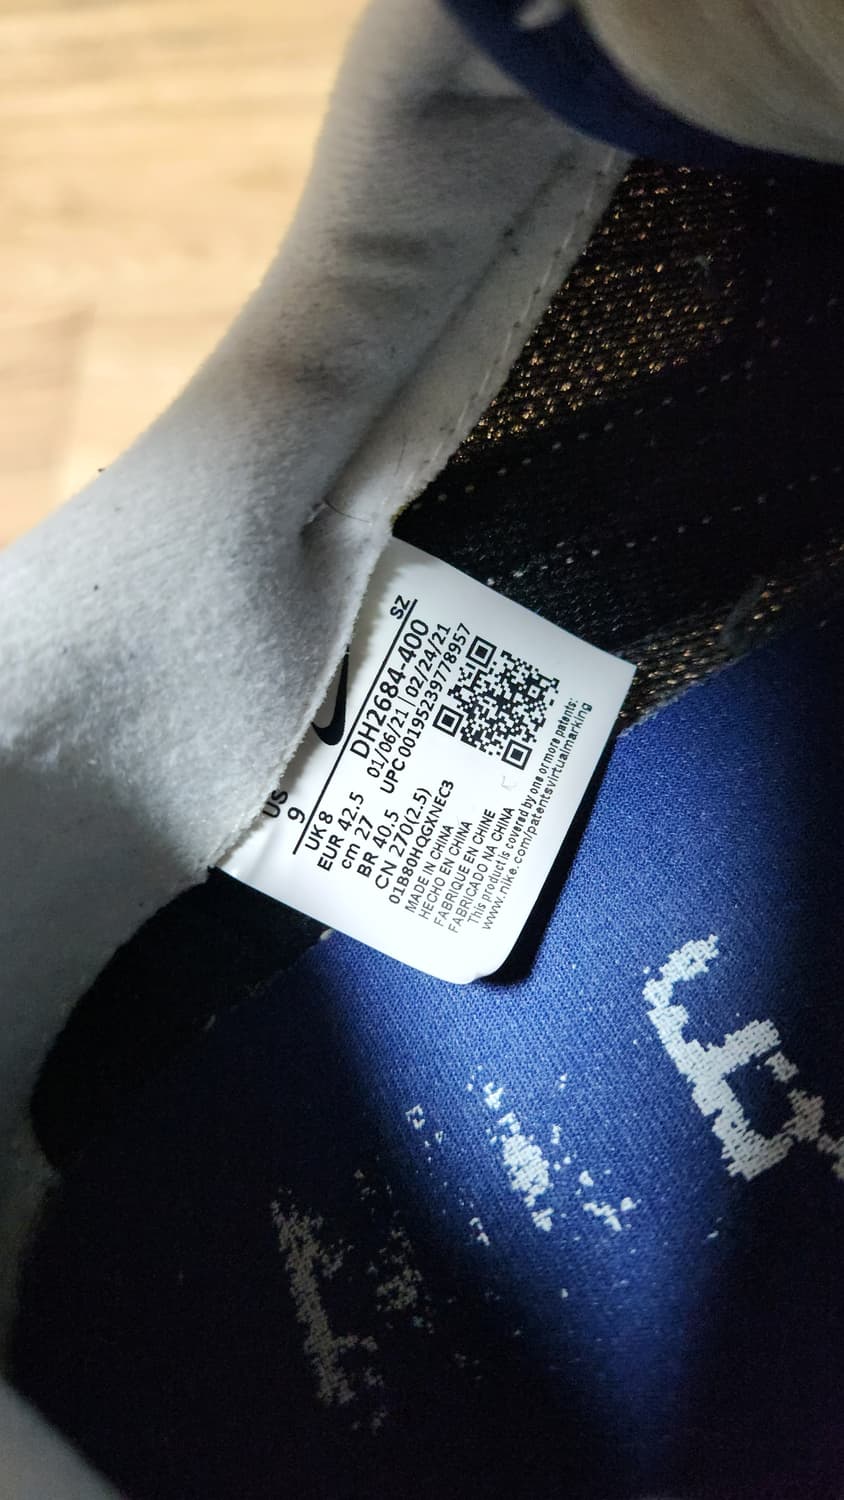 US SZ
9 DH2684-400
UK 8 01/06/21 | 02/24/21
EUR 42.5 UPC 00195239778957
cm 27
BR 40.5
CN 270(2.5)
01B80HQGXNEC3
MADE IN CHINA
HECHO EN CHINA
FABRIQUE EN CHINE
FABRICADO NA CHINA
This product is covered by one or more patents:
www.nike.com/patentsvirtualmarking